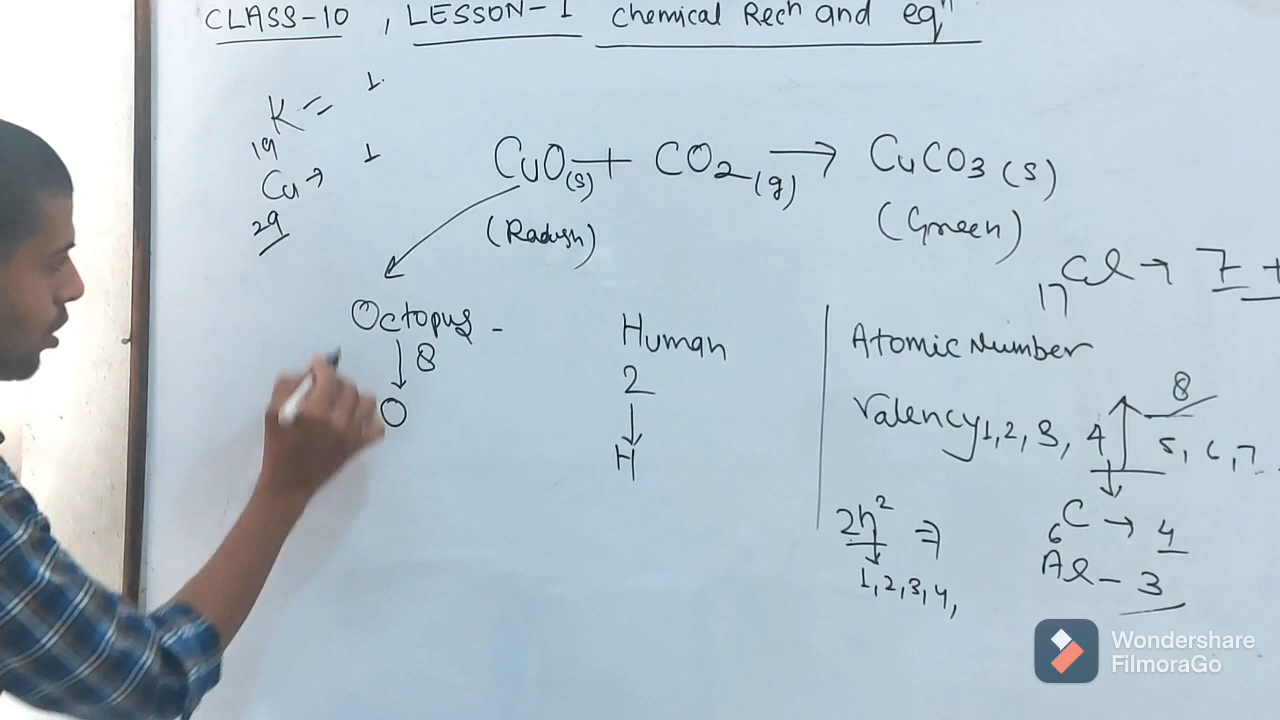 CLASS-10 , LESSON-1 Chemical Recn and eqn
K = 1
19
Cu → 1
29
CuO(s) + CO2(g) → CuCO3(s)
(Green)
17Cl → 7 +
Octopus -
↓ 8
O
Human
2
↓
H
Atomic Number
Valency 1, 2, 3, 4 8
5, 6, 7
2n² ⇒
1, 2, 3, 4,
6C → 4
Al - 3
Wondershare
FilmoraGo